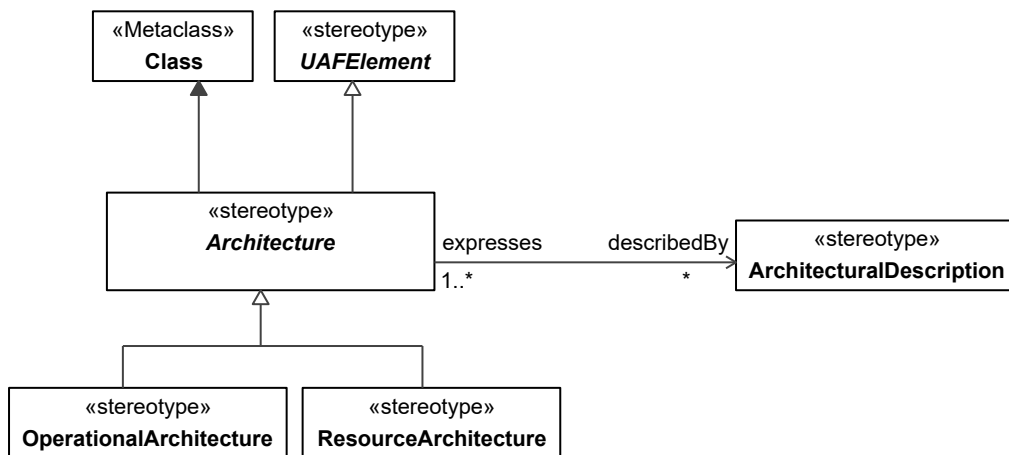 «Metaclass»
Class
«stereotype»
UAFElement
«stereotype»
Architecture
expresses
describedBy
1..*
*
«stereotype»
ArchitecturalDescription
«stereotype»
OperationalArchitecture
«stereotype»
ResourceArchitecture